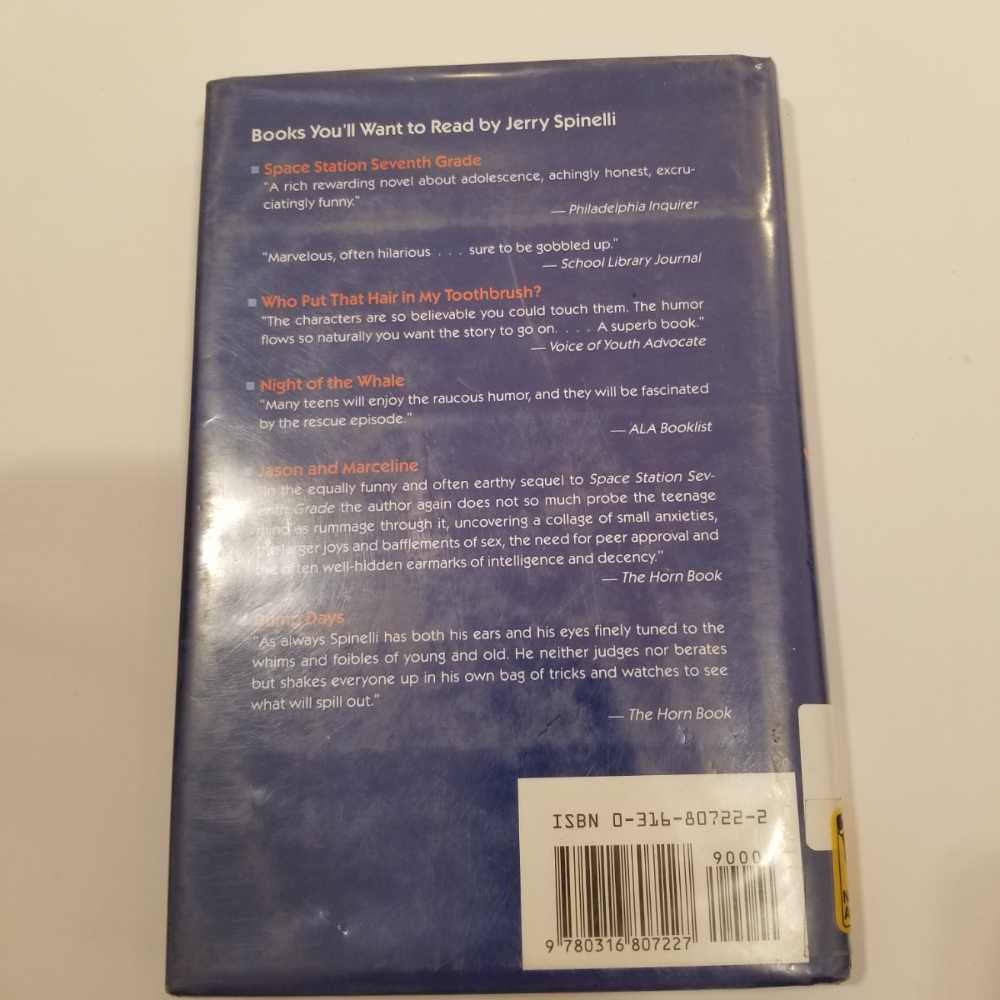 Books You'll Want to Read by Jerry Spinelli
Space Station Seventh Grade
"A rich rewarding novel about adolescence, achingly honest, excru-
ciatingly funny."
— Philadelphia Inquirer
"Marvelous, often hilarious . . . sure to be gobbled up."
— School Library Journal
Who Put That Hair in My Toothbrush?
"The characters are so believable you could touch them. The humor
flows so naturally you want the story to go on. . . . A superb book."
— Voice of Youth Advocate
Night of the Whale
"Many teens will enjoy the raucous humor, and they will be fascinated
by the rescue episode."
— ALA Booklist
Jason and Marceline
"In the equally funny and often earthy sequel to Space Station Sev-
enth Grade the author again does not so much probe the teenage
mind as rummage through it, uncovering a collage of small anxieties,
the larger joys and bafflements of sex, the need for peer approval and
the often well-hidden earmarks of intelligence and decency."
— The Horn Book
Dump Days
"As always Spinelli has both his ears and his eyes finely tuned to the
whims and foibles of young and old. He neither judges nor berates
but shakes everyone up in his own bag of tricks and watches to see
what will spill out."
— The Horn Book
ISBN 0-316-80722-2
9000
9 780316 807227